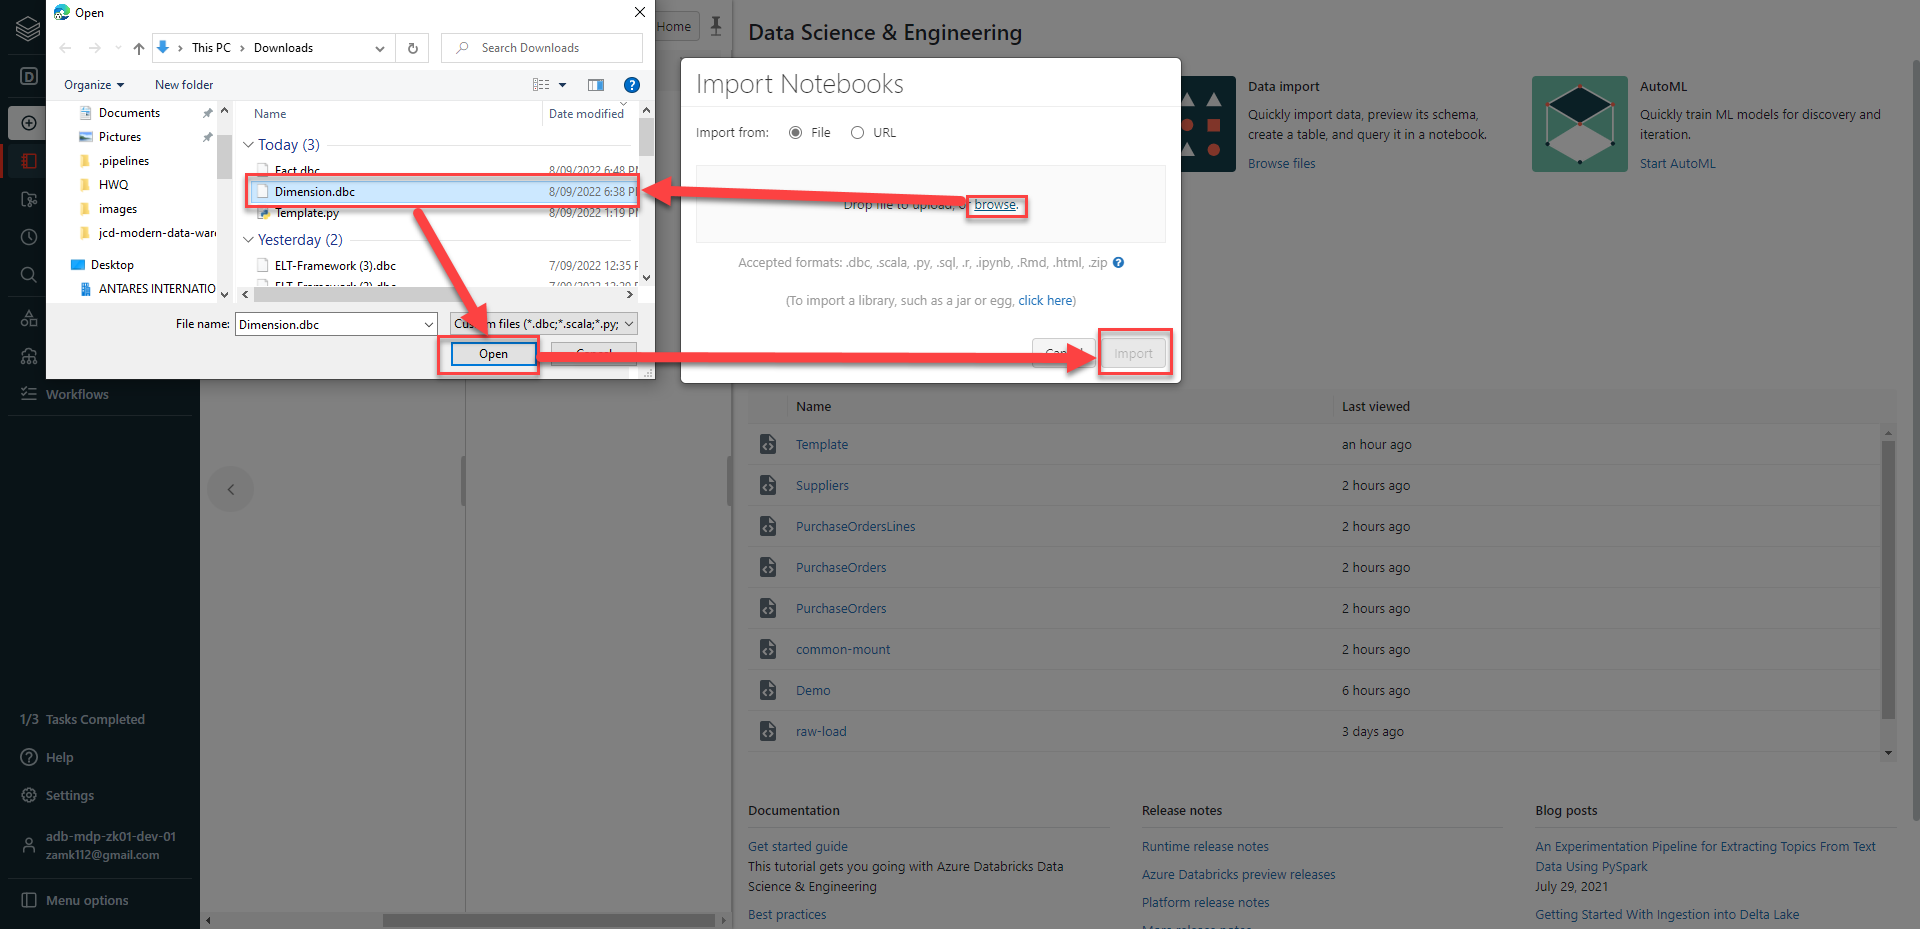 Open
This PC > Downloads
Search Downloads
Organize
New folder
Documents
Pictures
.pipelines
HWQ
images
jcd-modern-data-ware
Desktop
ANTARES INTERNATIO
Name
Date modified
Today (3)
Fact.dbc
8/09/2022 6:48 PM
Dimension.dbc
8/09/2022 6:38 PM
Template.py
8/09/2022 1:19 PM
Yesterday (2)
ELT-Framework (3).dbc
7/09/2022 12:35 P
File name:
Dimension.dbc
files (*.dbc;*.scala;*.py;
Open
Home
Import Notebooks
Import from:
File
URL
Drop file to upload, or browse.
Accepted formats: .dbc, .scala, .py, .sql, .r, .ipynb, .Rmd, .html, .zip
(To import a library, such as a jar or egg, click here)
Import
Data Science & Engineering
Data import
Quickly import data, preview its schema,
create a table, and query it in a notebook.
Browse files
AutoML
Quickly train ML models for discovery and
iteration.
Start AutoML
Name
Last viewed
Template
an hour ago
Suppliers
2 hours ago
PurchaseOrdersLines
2 hours ago
PurchaseOrders
2 hours ago
PurchaseOrders
2 hours ago
common-mount
2 hours ago
Demo
6 hours ago
raw-load
3 days ago
Documentation
Get started guide
This tutorial gets you going with Azure Databricks Data
Science & Engineering
Best practices
Release notes
Runtime release notes
Azure Databricks preview releases
Platform release notes
More release notes
Blog posts
An Experimentation Pipeline for Extracting Topics From Text
Data Using PySpark
July 29, 2021
Getting Started With Ingestion into Delta Lake
Workflows
1/3 Tasks Completed
Help
Settings
adb-mdp-zk01-dev-01
zamk112@gmail.com
Menu options